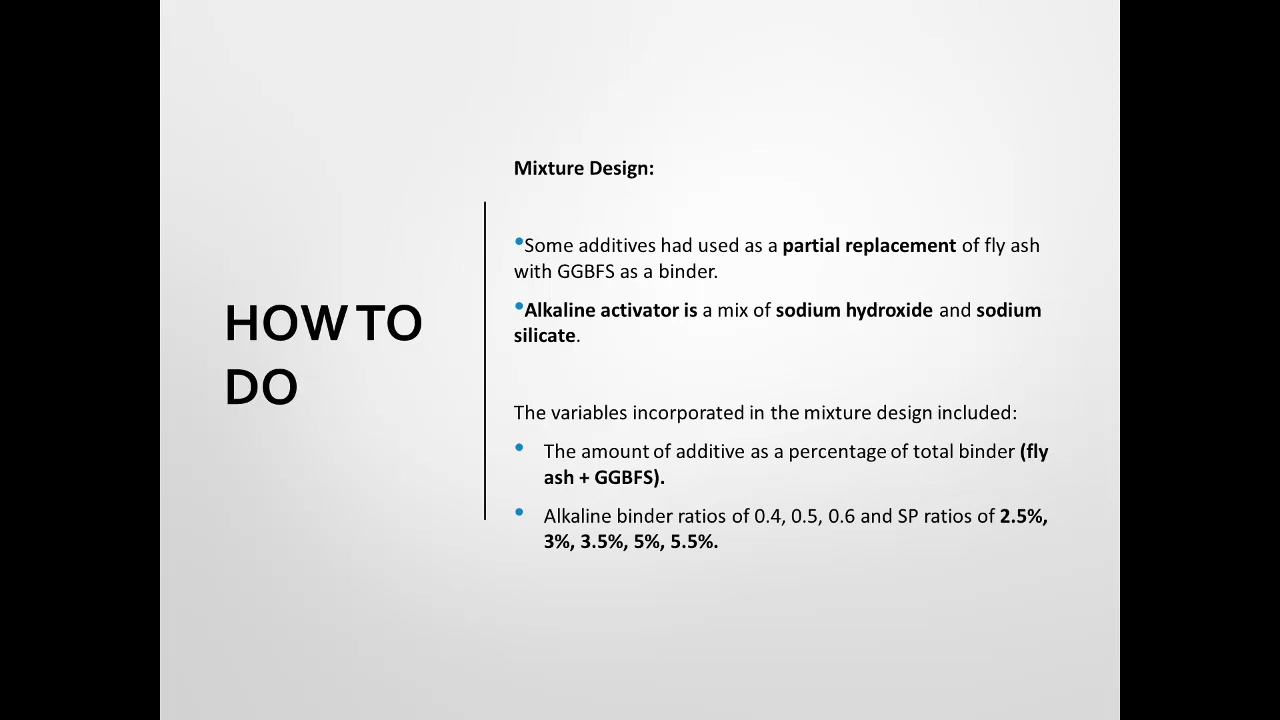 HOW TO
DO
Mixture Design:
•Some additives had used as a partial replacement of fly ash
with GGBFS as a binder.
•Alkaline activator is a mix of sodium hydroxide and sodium
silicate.
The variables incorporated in the mixture design included:
• The amount of additive as a percentage of total binder (fly
ash + GGBFS).
• Alkaline binder ratios of 0.4, 0.5, 0.6 and SP ratios of 2.5%,
3%, 3.5%, 5%, 5.5%.